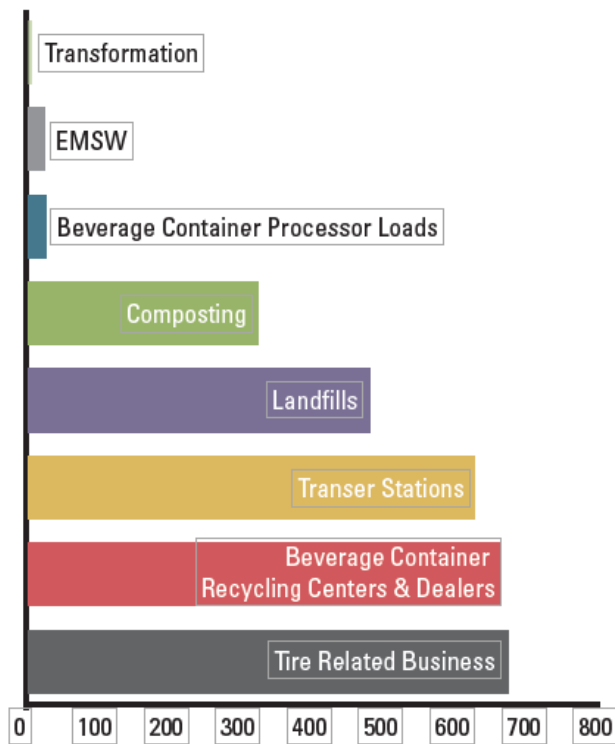 Transformation
EMSW
Beverage Container Processor Loads
Composting
Landfills
Transer Stations
Beverage Container
Recycling Centers & Dealers
Tire Related Business
0 100 200 300 400 500 600 700 800